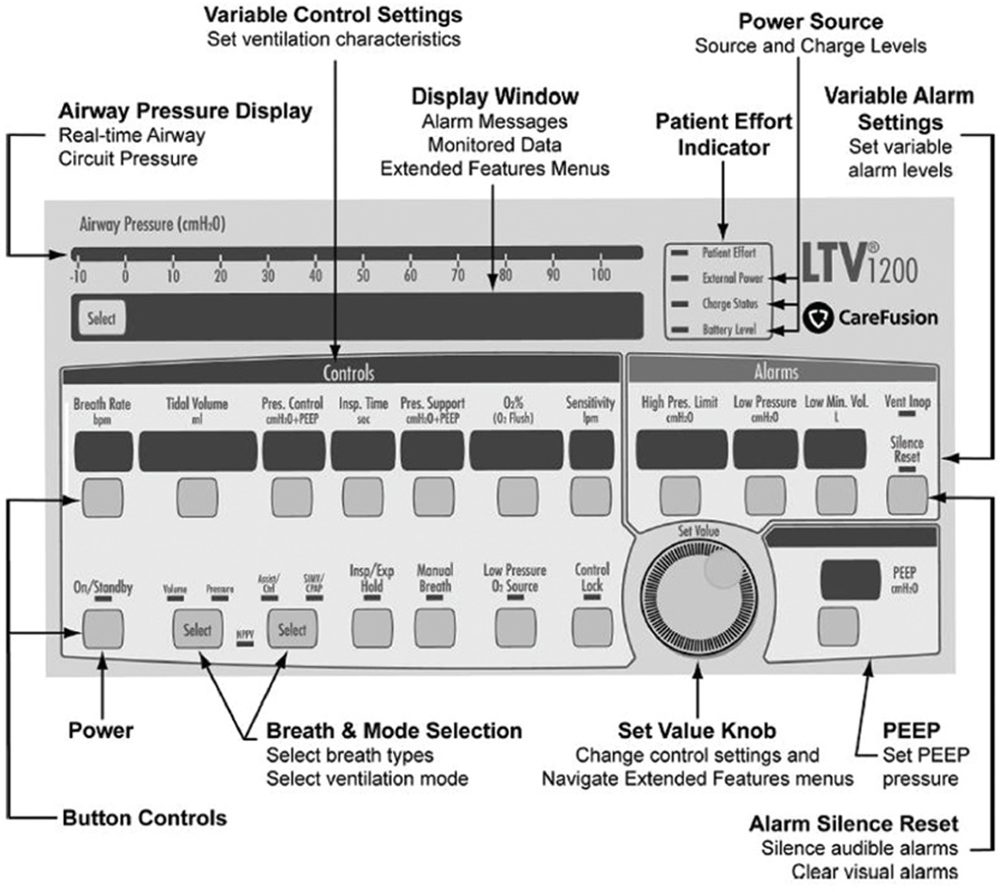 Variable Control Settings
Set ventilation characteristics
Power Source
Source and Charge Levels
Airway Pressure Display
Real-time Airway
Circuit Pressure
Display Window
Alarm Messages
Monitored Data
Extended Features Menus
Patient Effort
Indicator
Variable Alarm
Settings
Set variable
alarm levels
Airway Pressure (cmH2O)
-10 0 10 20 30 40 50 60 70 80 90 100
Select
Patient Effort
External Power
Charge Status
Battery Level
LTV® 1200
CareFusion
Controls
Alarms
Breath Rate
bpm
Tidal Volume
ml
Pres. Control
cmH2O+PEEP
Insp. Time
sec
Pres. Support
cmH2O+PEEP
O2%
(O2 Flush)
Sensitivity
lpm
High Pres. Limit
cmH2O
Low Pressure
cmH2O
Low Min. Vol.
L
Vent Inop
Silence
Reset
Set Value
On/Standby
Volume
Pressure
Select
NPPV
Assist/
Ctrl
SIMV/
CPAP
Select
Insp/Exp
Hold
Manual
Breath
Low Pressure
O2 Source
Control
Lock
PEEP
cmH2O
Power
Breath & Mode Selection
Select breath types
Select ventilation mode
Set Value Knob
Change control settings and
Navigate Extended Features menus
PEEP
Set PEEP
pressure
Button Controls
Alarm Silence Reset
Silence audible alarms
Clear visual alarms